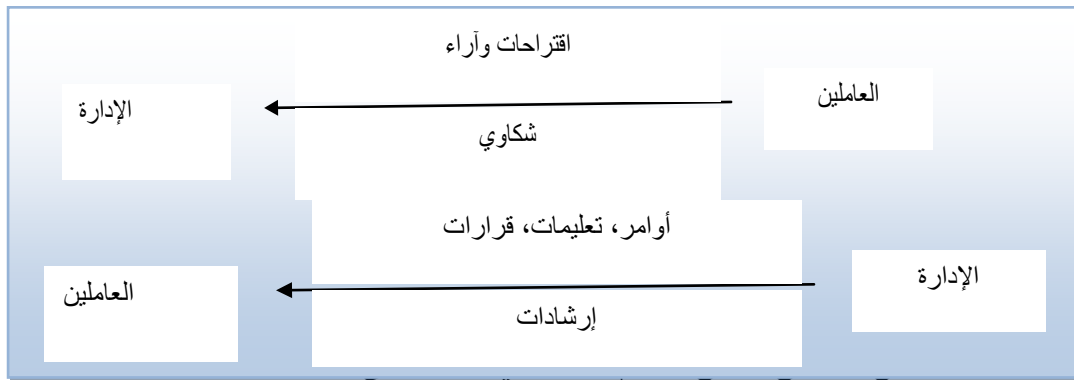 اقتراحات وآراء
العاملين
الإدارة
شكاوي
أوامر، تعليمات، قرارات
الإدارة
العاملين
إرشادات